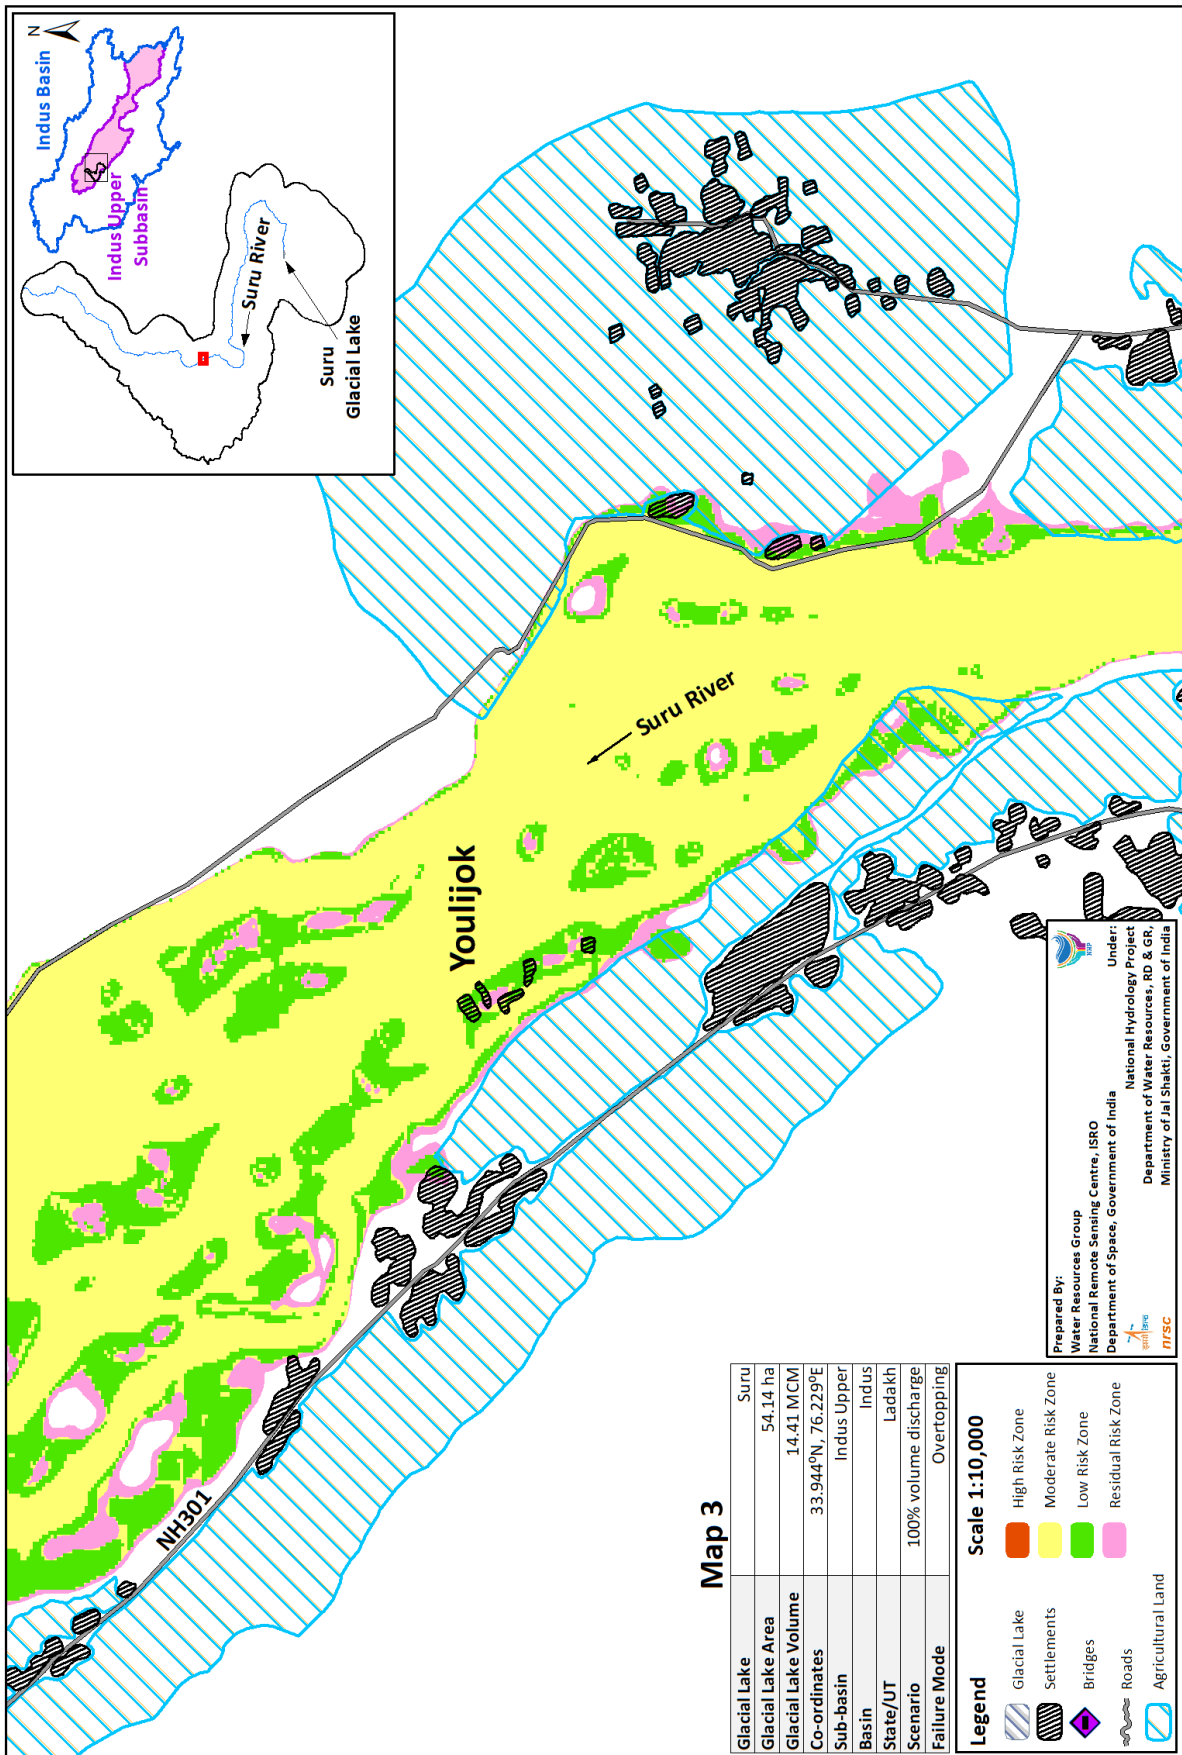 N
Indus Basin
Indus Upper
Subbasin
Suru River
Suru
Glacial Lake
Suru River
Youlijok
NH301
Map 3
Glacial Lake Suru
Glacial Lake Area 54.14 ha
Glacial Lake Volume 14.41 MCM
Co-ordinates 33.944⁰N, 76.229⁰E
Sub-basin Indus Upper
Basin Indus
State/UT Ladakh
Scenario 100% volume discharge
Failure Mode Overtopping
Legend
Scale 1:10,000
Glacial Lake
Settlements
Bridges
Roads
Agricultural Land
High Risk Zone
Moderate Risk Zone
Low Risk Zone
Residual Risk Zone
Prepared By:
Water Resources Group
National Remote Sensing Centre, ISRO
Department of Space, Government of India
nrsc
Under:
National Hydrology Project
Department of Water Resources, RD & GR,
Ministry of Jal Shakti, Government of India
NHP